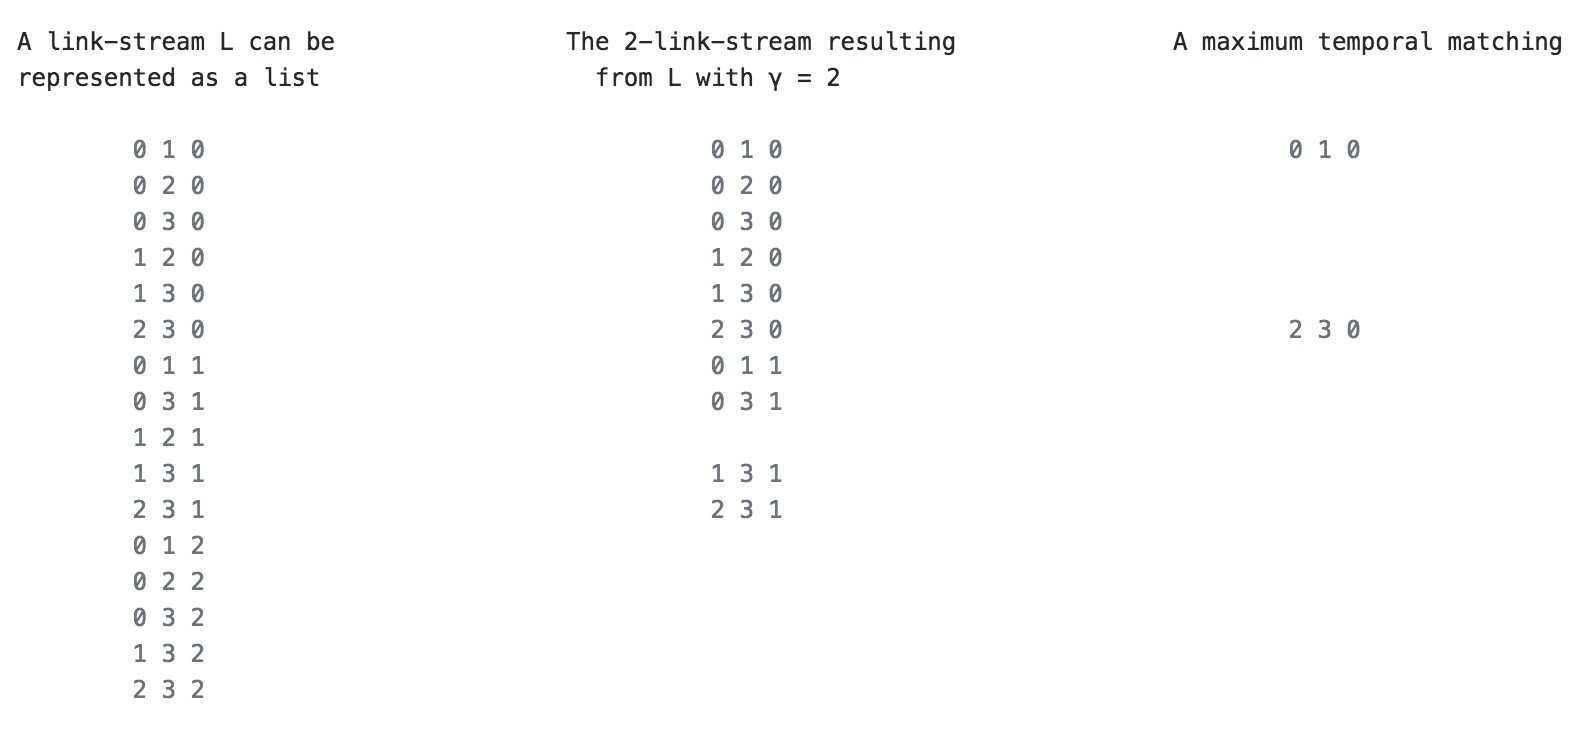 A link-stream L can be The 2-link-stream resulting A maximum temporal matching
represented as a list from L with γ = 2
0 1 0 0 1 0 0 1 0
0 2 0 0 2 0
0 3 0 0 3 0
1 2 0 1 2 0
1 3 0 1 3 0
2 3 0 2 3 0 2 3 0
0 1 1 0 1 1
0 3 1 0 3 1
1 2 1
1 3 1 1 3 1
2 3 1 2 3 1
0 1 2
0 2 2
0 3 2
1 3 2
2 3 2